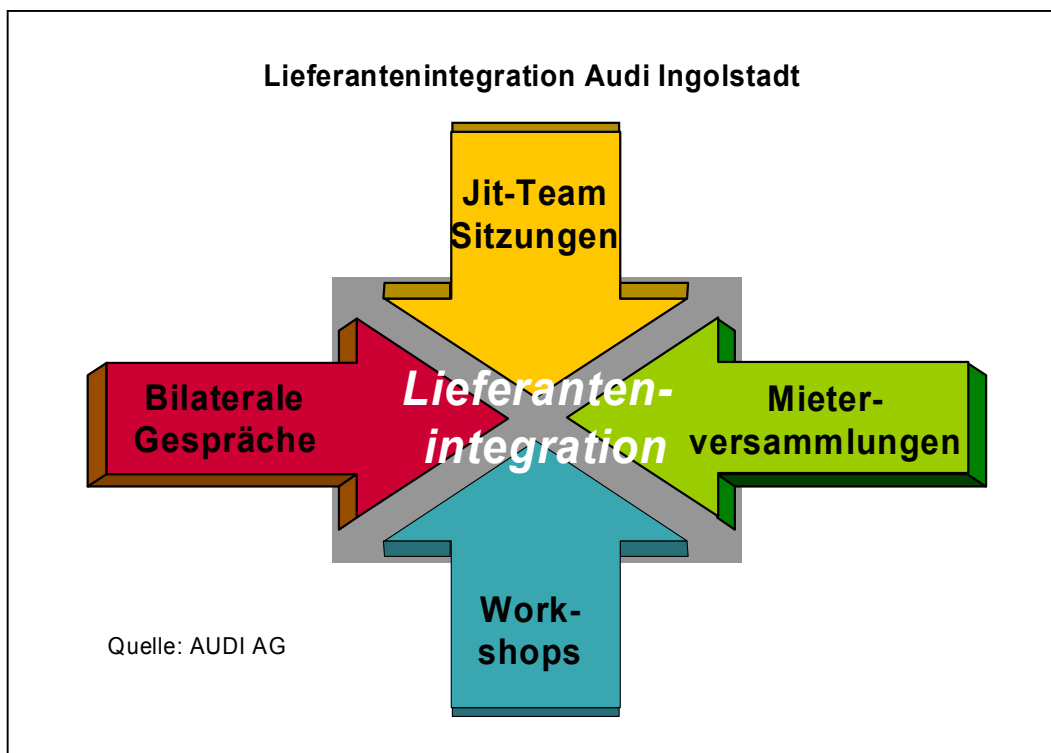 Lieferantenintegration Audi Ingolstadt
Jit-Team
Sitzungen
Bilaterale
Gespräche
Lieferanten-
integration
Mieter-
versammlungen
Work-
shops
Quelle: AUDI AG